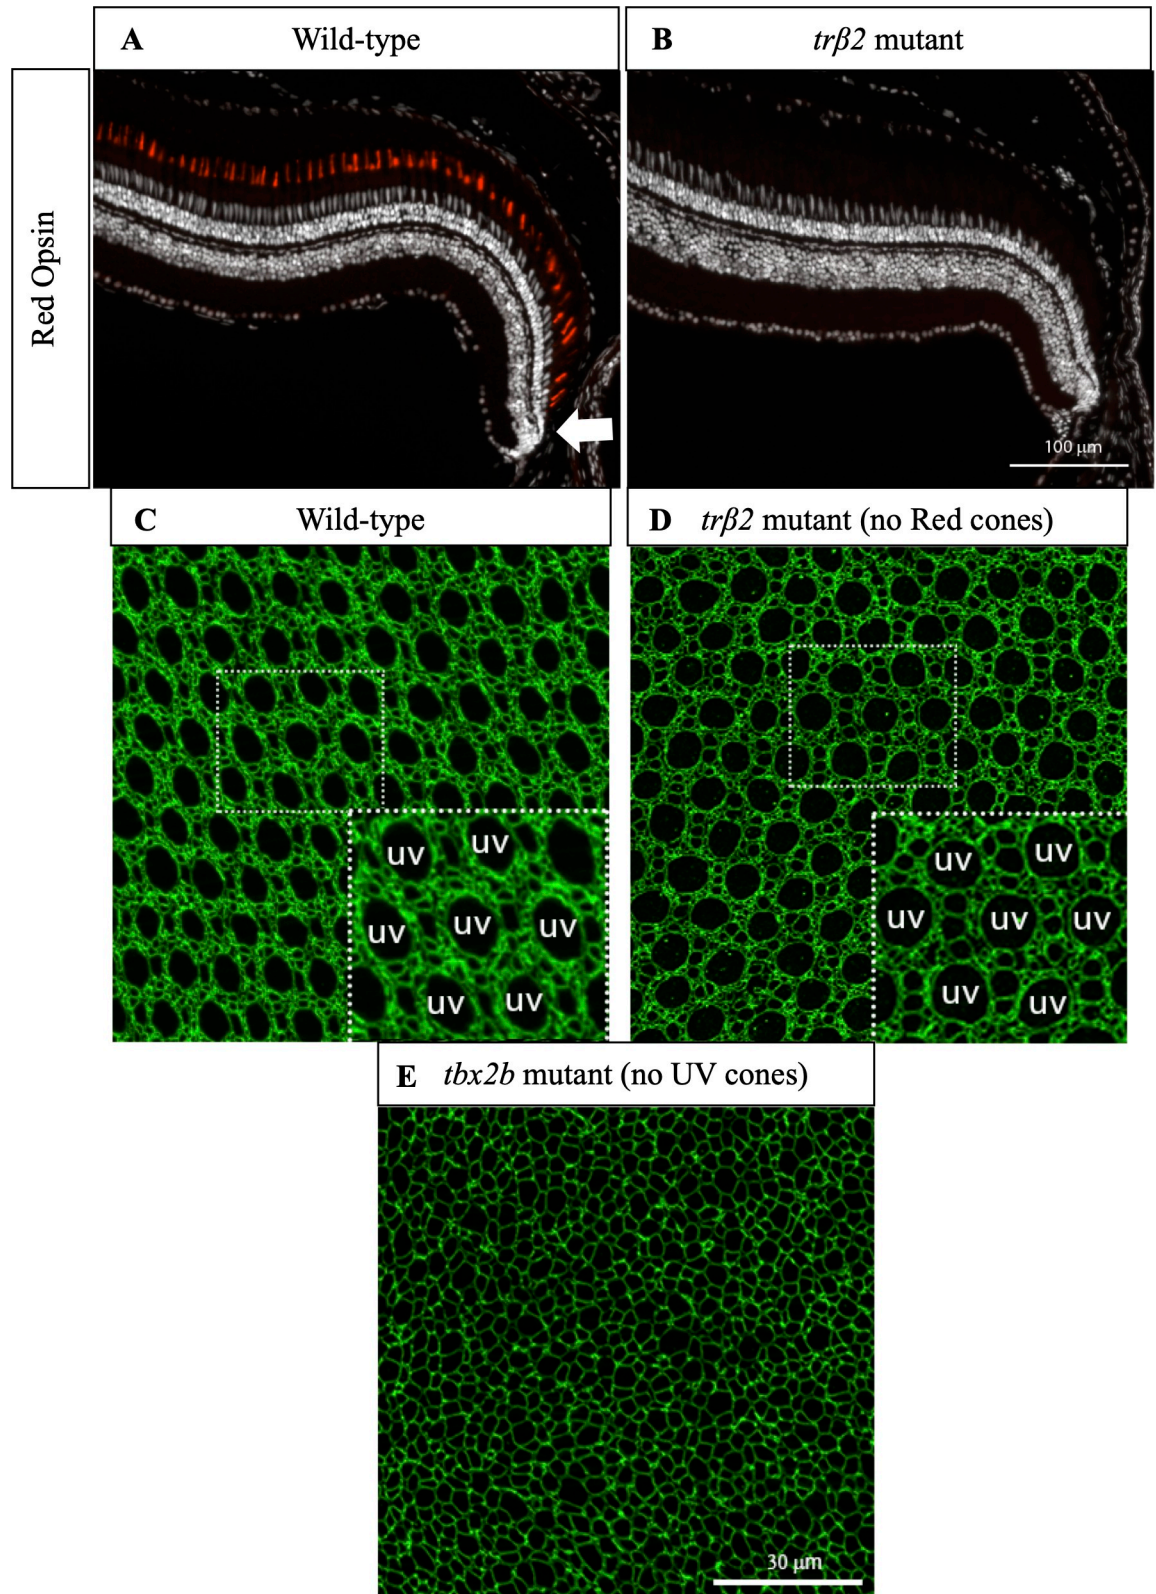 A Wild-type
B trβ2 mutant
Red Opsin
100 μm
C Wild-type
D trβ2 mutant (no Red cones)
uv uv
uv uv uv
uv uv
uv uv
uv uv uv
uv uv
E tbx2b mutant (no UV cones)
30 μm